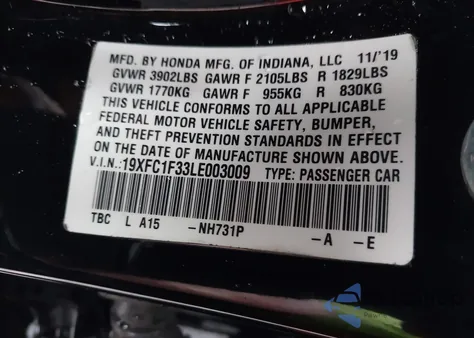 MFD. BY HONDA MFG. OF INDIANA, LLC 11/'19
GVWR 3902LBS GAWR F 2105LBS R 1829LBS
GVWR 1770KG GAWR F 955KG R 830KG
THIS VEHICLE CONFORMS TO ALL APPLICABLE
FEDERAL MOTOR VEHICLE SAFETY, BUMPER,
AND THEFT PREVENTION STANDARDS IN EFFECT
ON THE DATE OF MANUFACTURE SHOWN ABOVE.
V.I.N.: 19XFC1F33LE003009 TYPE: PASSENGER CAR
TBC L A15 -NH731P -A -E